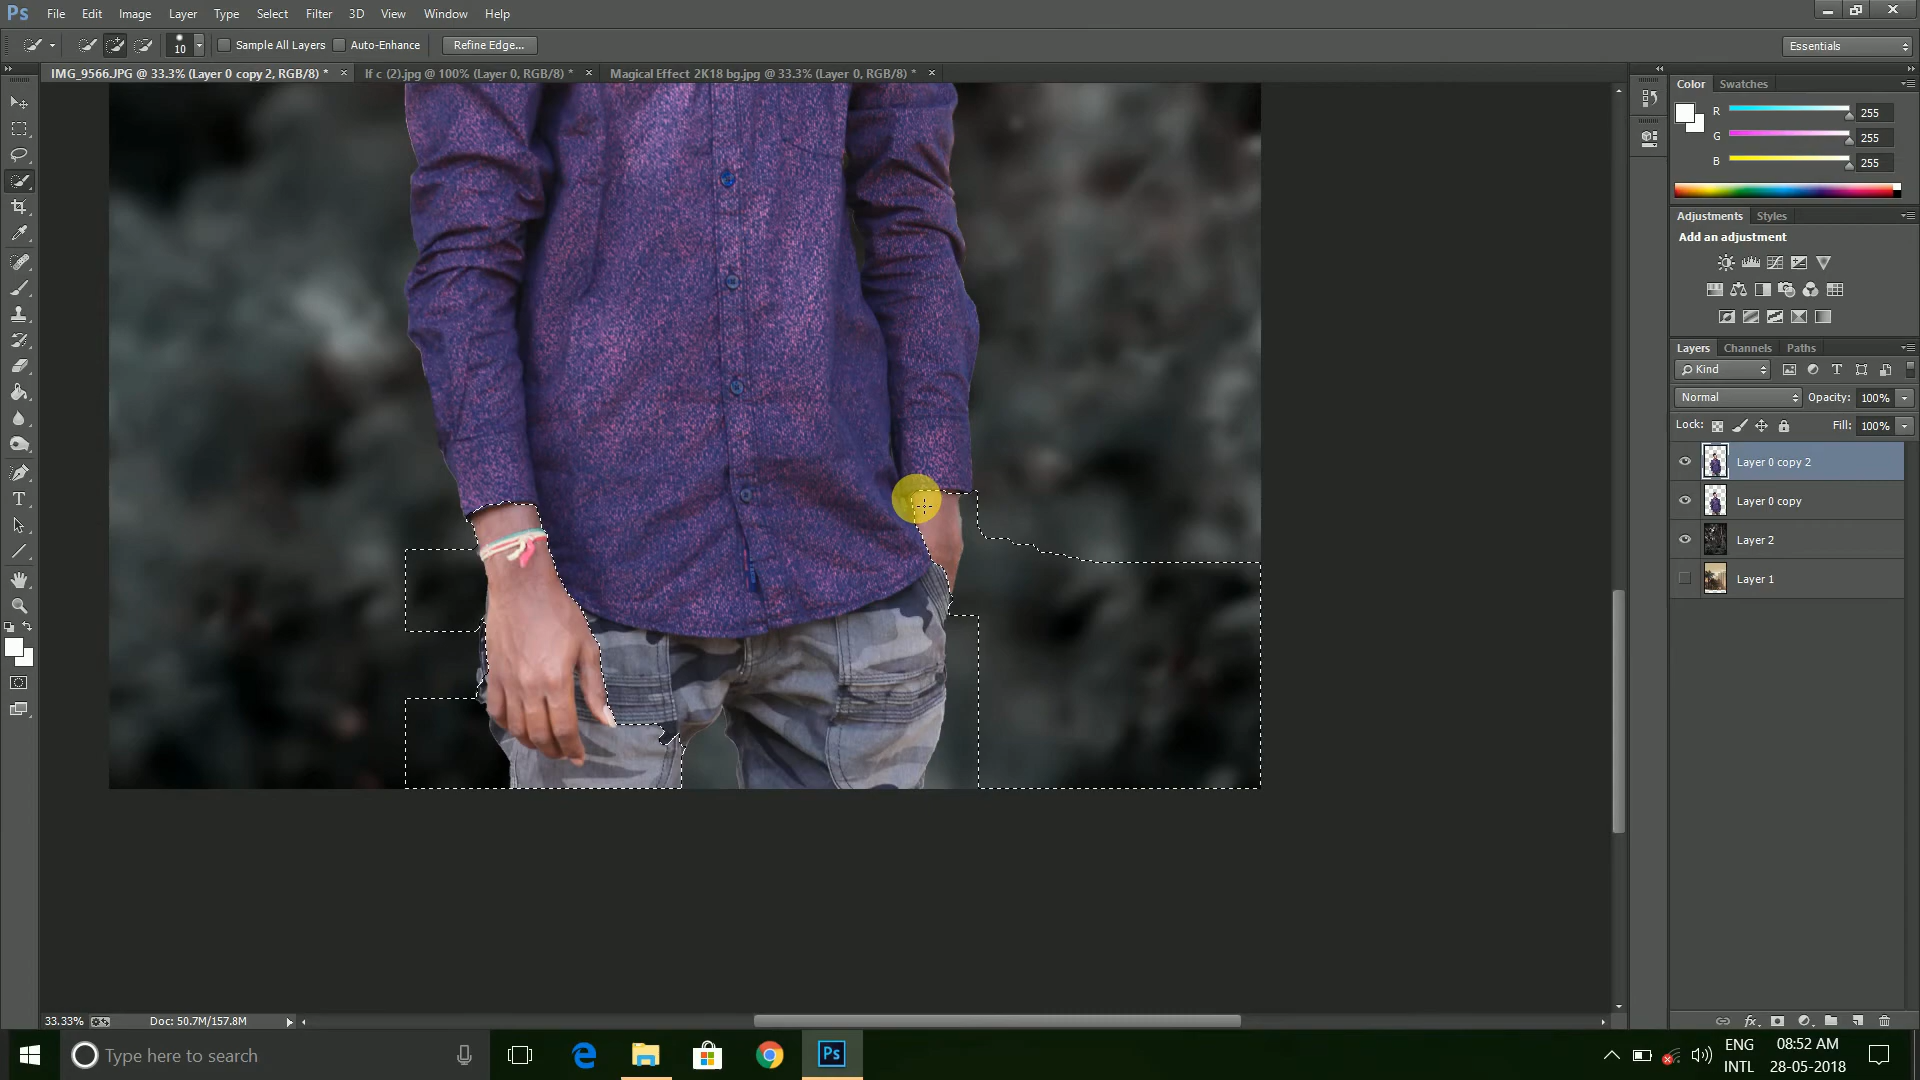 Ps File Edit Image Layer Type Select Filter 3D View Window Help
10 Sample All Layers Auto-Enhance Refine Edge... Essentials
IMG_9566.JPG @ 33.3% (Layer 0 copy 2, RGB/8) * If c (2).jpg @ 100% (Layer 0, RGB/8) * Magical Effect 2K18 bg.jpg @ 33.3% (Layer 0, RGB/8) *
Color Swatches
R 255
G 255
B 255
Adjustments Styles
Add an adjustment
Layers Channels Paths
Kind
Normal Opacity: 100%
Lock: Fill: 100%
Layer 0 copy 2
Layer 0 copy
Layer 2
Layer 1
33.33% Doc: 50.7M/157.8M
Type here to search
Ps
ENG 08:52 AM
INTL 28-05-2018